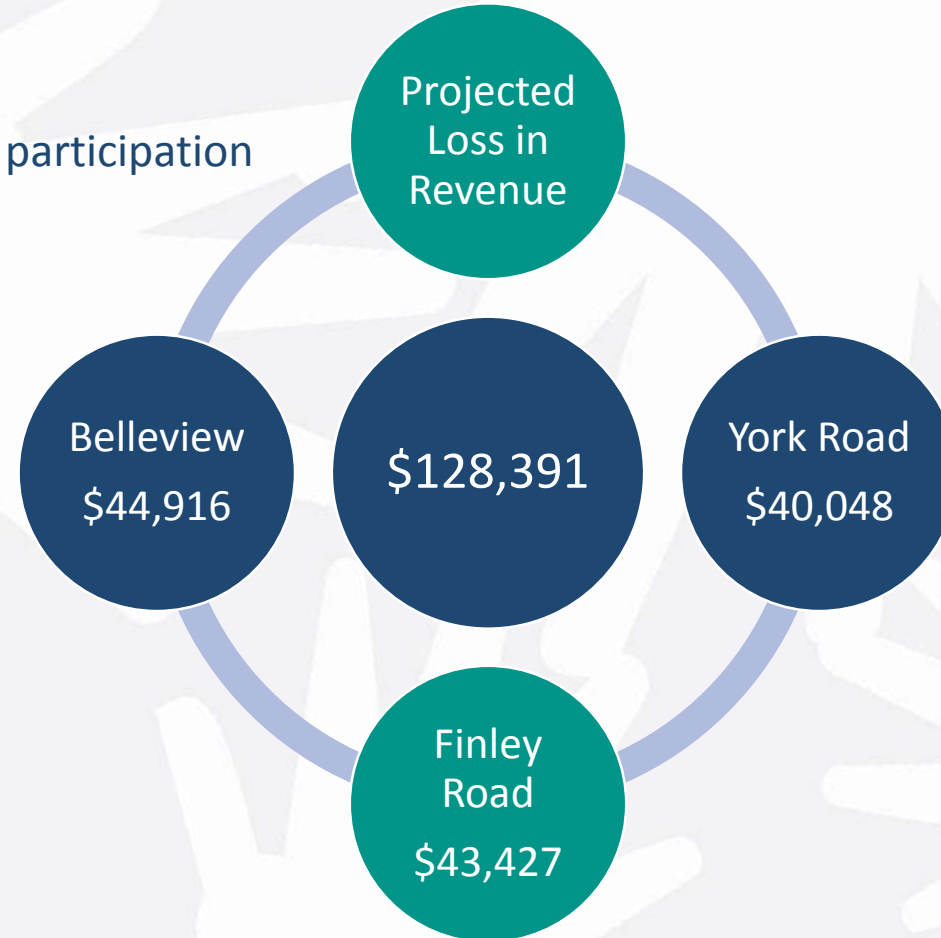 Projected
Loss in
Revenue
participation
Belleview
$44,916
$128,391
York Road
$40,048
Finley
Road
$43,427